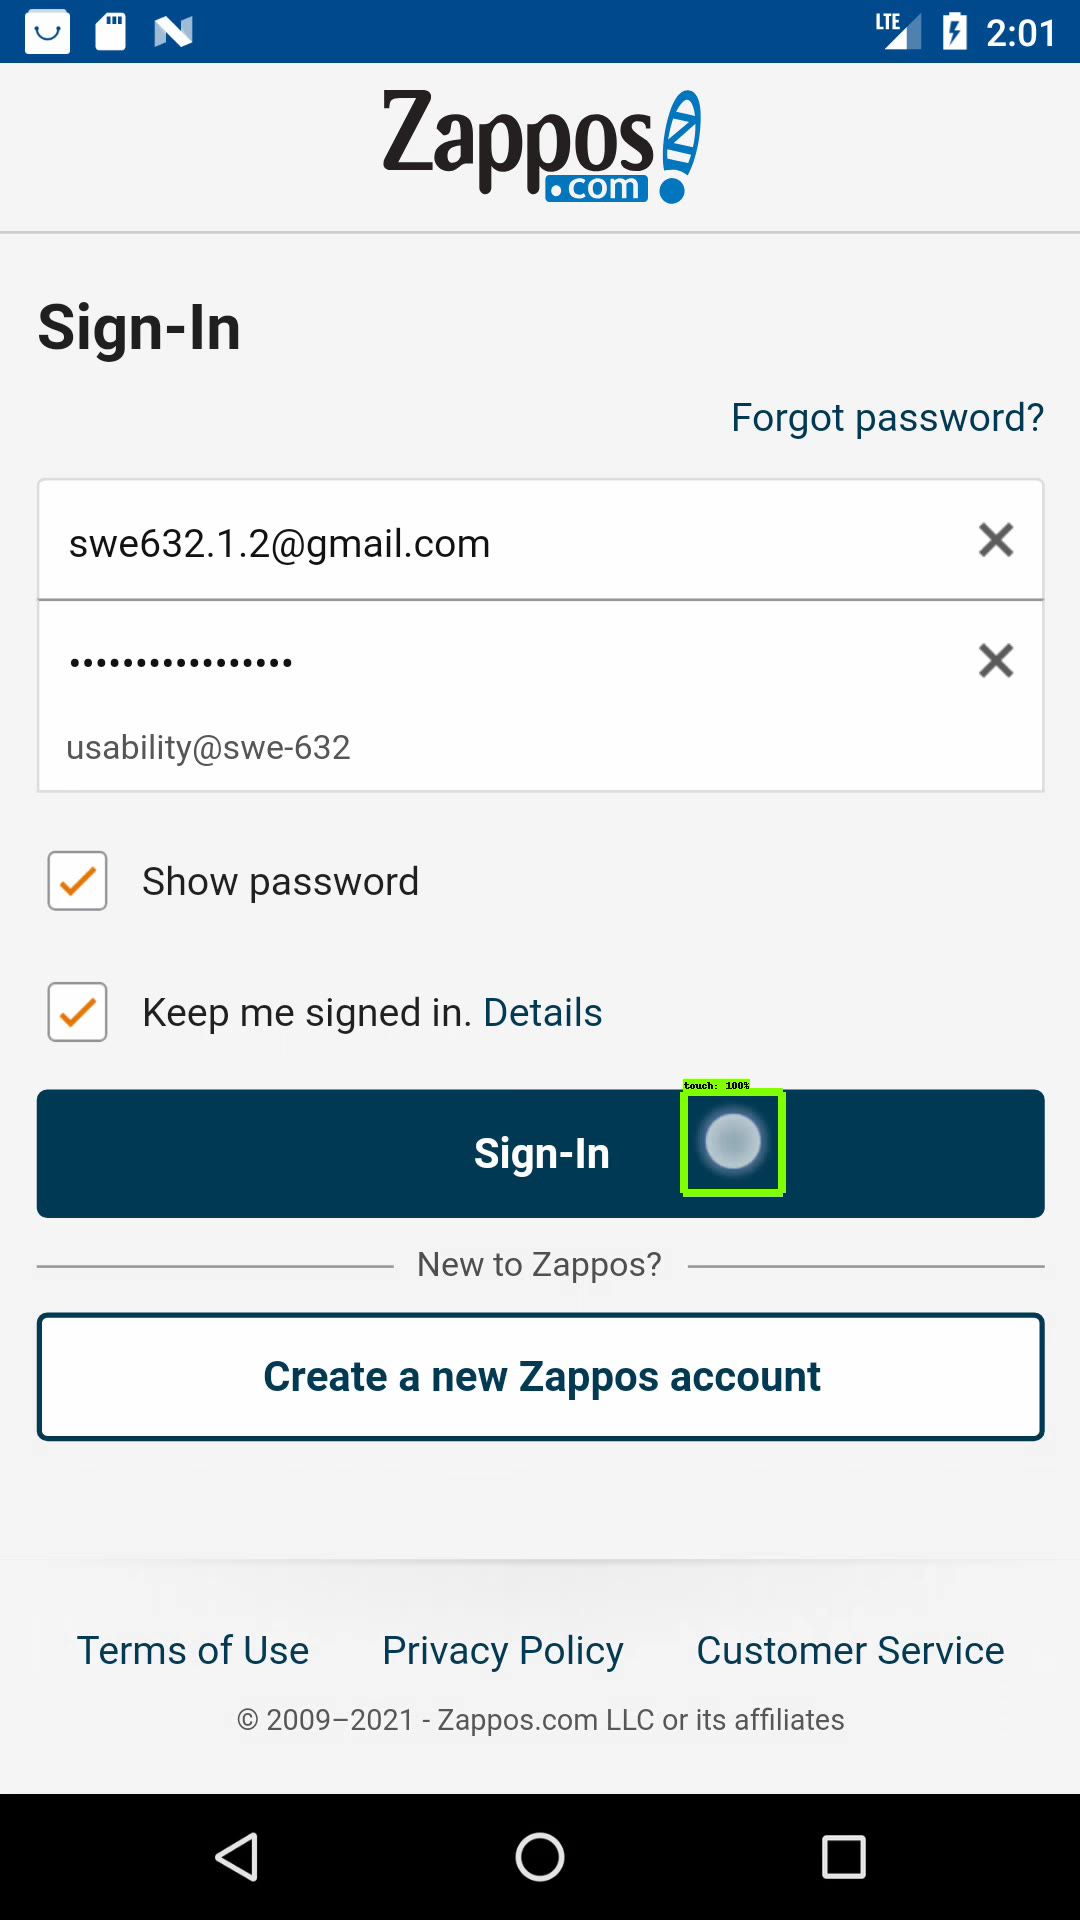 LTE 2:01
Zappos
.com
Sign-In
Forgot password?
swe632.1.2@gmail.com
•••••••••••••••••
usability@swe-632
Show password
Keep me signed in. Details
touch: 100%
Sign-In
New to Zappos?
Create a new Zappos account
Terms of Use Privacy Policy Customer Service
© 2009–2021 - Zappos.com LLC or its affiliates